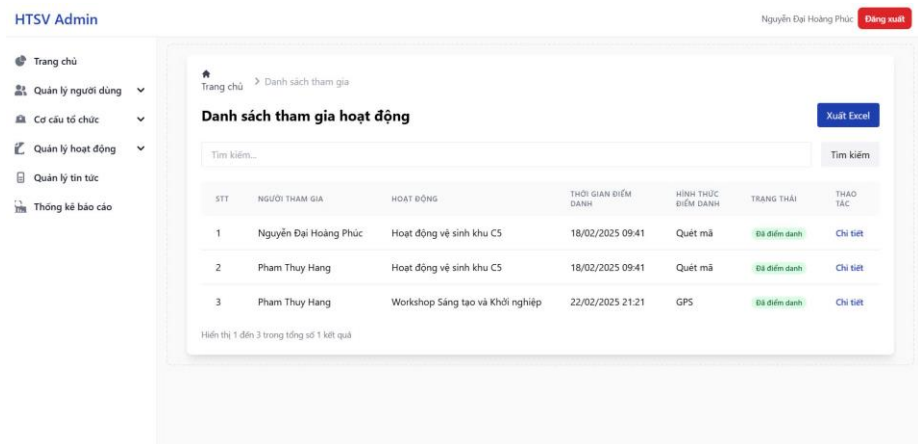 HTSV Admin
Nguyễn Đại Hoàng Phúc
Đăng xuất
Trang chủ
Quản lý người dùng
Cơ cấu tổ chức
Quản lý hoạt động
Quản lý tin tức
Thống kê báo cáo
Trang chủ > Danh sách tham gia
Danh sách tham gia hoạt động
Xuất Excel
Tìm kiếm...
Tìm kiếm
STT NGƯỜI THAM GIA HOẠT ĐỘNG THỜI GIAN ĐIỂM DANH HÌNH THỨC ĐIỂM DANH TRẠNG THÁI THAO TÁC
1 Nguyễn Đại Hoàng Phúc Hoạt động vệ sinh khu C5 18/02/2025 09:41 Quét mã Đã điểm danh Chi tiết
2 Pham Thuy Hang Hoạt động vệ sinh khu C5 18/02/2025 09:41 Quét mã Đã điểm danh Chi tiết
3 Pham Thuy Hang Workshop Sáng tạo và Khởi nghiệp 22/02/2025 21:21 GPS Đã điểm danh Chi tiết
Hiển thị 1 đến 3 trong tổng số 1 kết quả